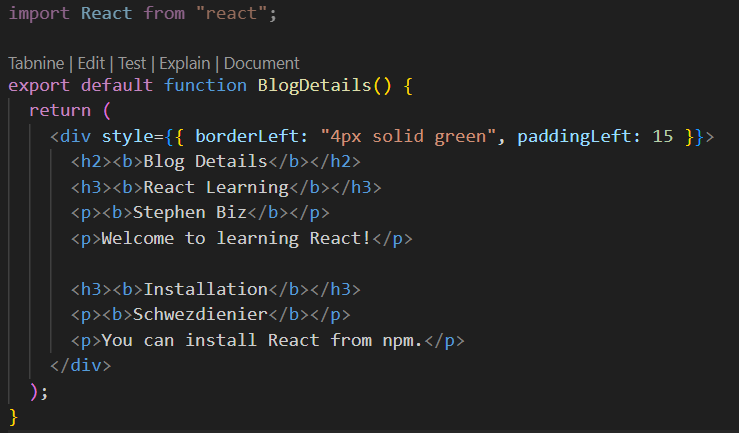 import React from "react";
Tabnine | Edit | Test | Explain | Document
export default function BlogDetails() {
  return (
    <div style={{ borderLeft: "4px solid green", paddingLeft: 15 }}>
      <h2><b>Blog Details</b></h2>
      <h3><b>React Learning</b></h3>
      <p><b>Stephen Biz</b></p>
      <p>Welcome to learning React!</p>
      <h3><b>Installation</b></h3>
      <p><b>Schwezdienier</b></p>
      <p>You can install React from npm.</p>
    </div>
  );
}